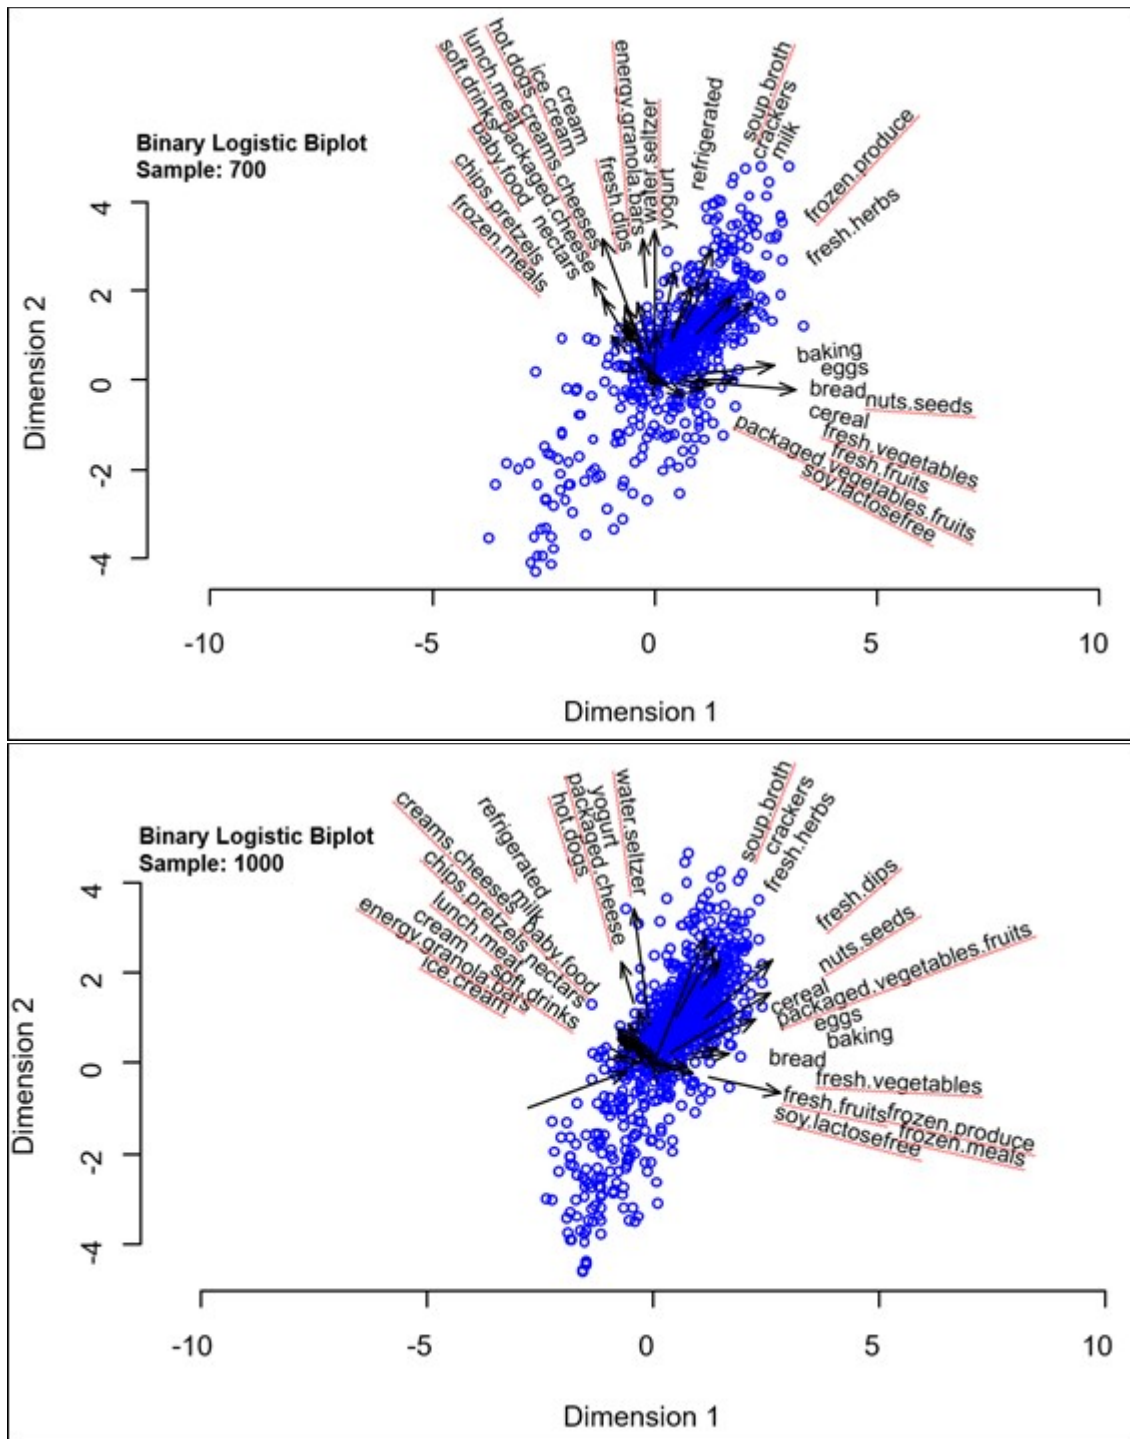 Binary Logistic Biplot
Sample: 700
soft.drinks
lunch.meat
hot.dogs
ice.cream
cream
baby.food
packaged.cheese
creams.cheeses
chips.pretzels
frozen.meals
nectars
fresh.dips
energy.granola.bars
water.seltzer
yogurt
refrigerated
soup.broth
crackers
milk
frozen.produce
fresh.herbs
baking
eggs
bread
nuts.seeds
cereal
fresh.vegetables
fresh.fruits
packaged.vegetables.fruits
soy.lactosefree
Dimension 2
4
2
0
-2
-4
-10
-5
0
5
10
Dimension 1
Binary Logistic Biplot
Sample: 1000
creams.cheeses
refrigerated
chips.pretzels
milk
lunch.meat
baby.food
cream
nectars
energy.granola.bars
soft.drinks
ice.cream
hot.dogs
packaged.cheese
yogurt
water.seltzer
soup.broth
crackers
fresh.herbs
fresh.dips
nuts.seeds
cereal
packaged.vegetables.fruits
eggs
baking
bread
fresh.vegetables
fresh.fruits
frozen.produce
soy.lactosefree
frozen.meals
Dimension 2
4
2
0
-2
-4
-10
-5
0
5
10
Dimension 1